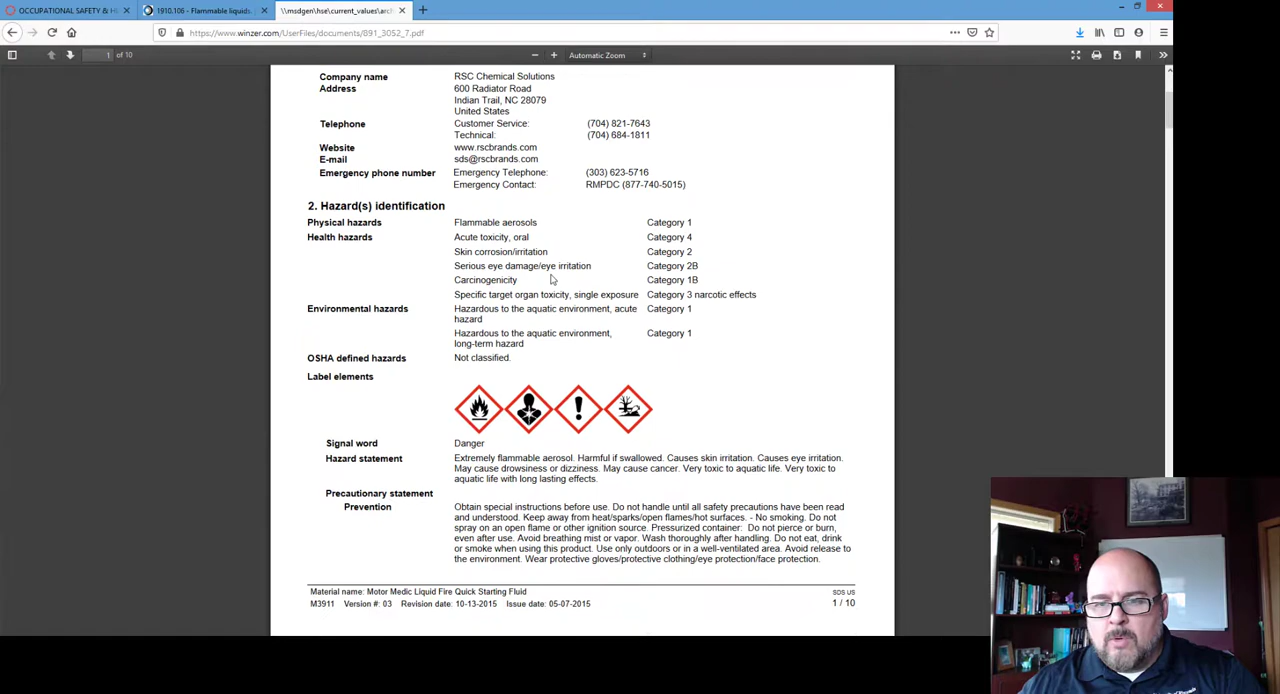 OCCUPATIONAL SAFETY & H
1910.106 - Flammable liquids.
\\msdgen\hse\current_values\arch
https://www.winzer.com/UserFiles/documents/891_3052_7.pdf
1 of 10
Automatic Zoom
Company name RSC Chemical Solutions
Address 600 Radiator Road
Indian Trail, NC 28079
United States
Telephone Customer Service: (704) 821-7643
Technical: (704) 684-1811
Website www.rscbrands.com
E-mail sds@rscbrands.com
Emergency phone number Emergency Telephone: (303) 623-5716
Emergency Contact: RMPDC (877-740-5015)
2. Hazard(s) identification
Physical hazards Flammable aerosols Category 1
Health hazards Acute toxicity, oral Category 4
Skin corrosion/irritation Category 2
Serious eye damage/eye irritation Category 2B
Carcinogenicity Category 1B
Specific target organ toxicity, single exposure Category 3 narcotic effects
Environmental hazards Hazardous to the aquatic environment, acute Category 1
hazard
Hazardous to the aquatic environment, Category 1
long-term hazard
OSHA defined hazards Not classified.
Label elements
Signal word Danger
Hazard statement Extremely flammable aerosol. Harmful if swallowed. Causes skin irritation. Causes eye irritation.
May cause drowsiness or dizziness. May cause cancer. Very toxic to aquatic life. Very toxic to
aquatic life with long lasting effects.
Precautionary statement
Prevention Obtain special instructions before use. Do not handle until all safety precautions have been read
and understood. Keep away from heat/sparks/open flames/hot surfaces. - No smoking. Do not
spray on an open flame or other ignition source. Pressurized container: Do not pierce or burn,
even after use. Avoid breathing mist or vapor. Wash thoroughly after handling. Do not eat, drink
or smoke when using this product. Use only outdoors or in a well-ventilated area. Avoid release to
the environment. Wear protective gloves/protective clothing/eye protection/face protection.
Material name: Motor Medic Liquid Fire Quick Starting Fluid SDS US
M3911 Version #: 03 Revision date: 10-13-2015 Issue date: 05-07-2015 1 / 10